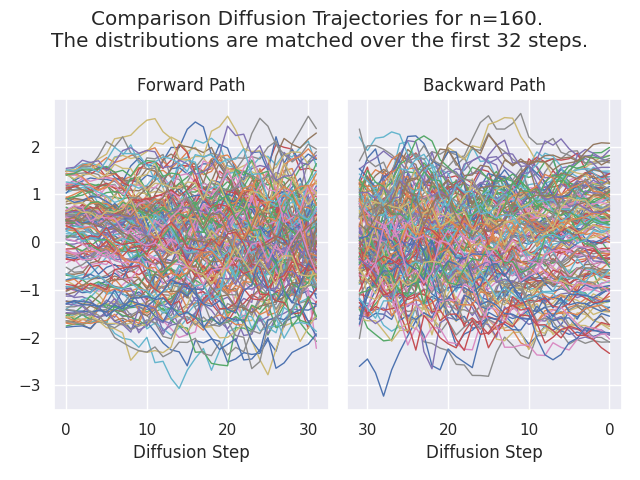 Comparison Diffusion Trajectories for n=160.
The distributions are matched over the first 32 steps.
Forward Path
Backward Path
2
1
0
−1
−2
−3
0
10
20
30
30
20
10
0
Diffusion Step
Diffusion Step